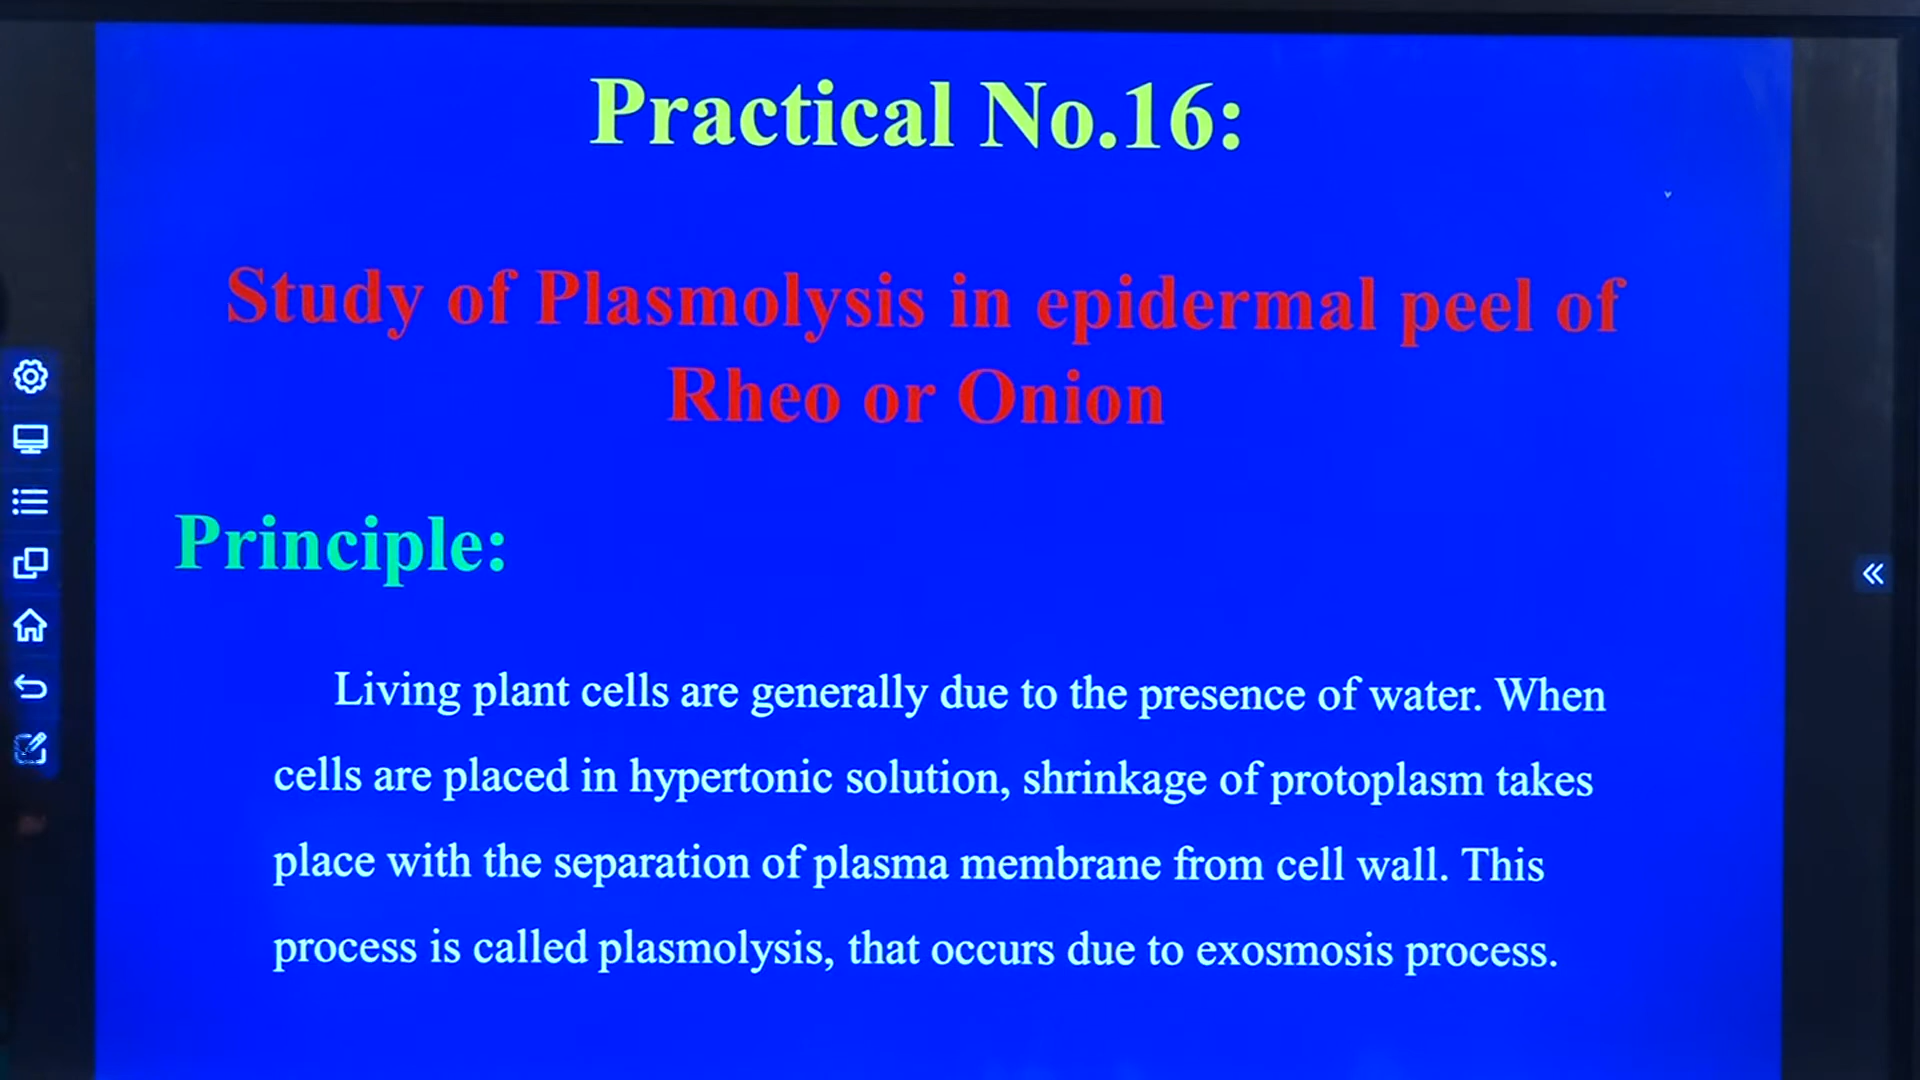 Practical No.16:
Study of Plasmolysis in epidermal peel of
Rheo or Onion
Principle:
Living plant cells are generally due to the presence of water. When
cells are placed in hypertonic solution, shrinkage of protoplasm takes
place with the separation of plasma membrane from cell wall. This
process is called plasmolysis, that occurs due to exosmosis process.